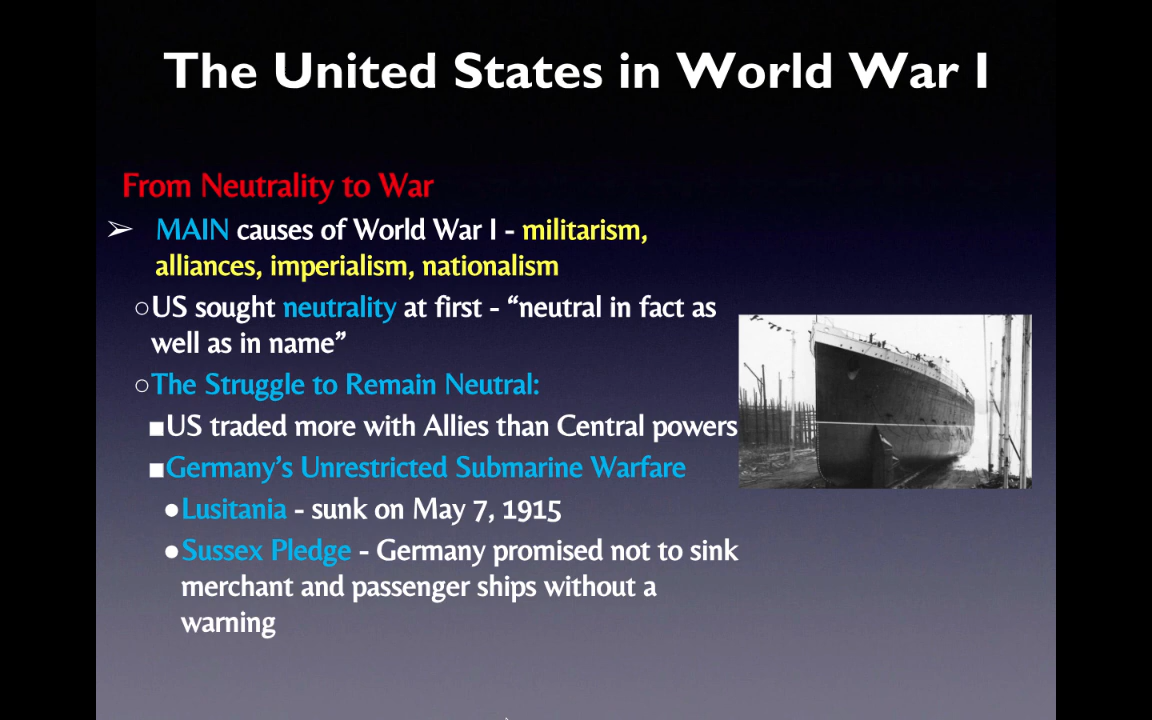 The United States in World War I
From Neutrality to War
➢ MAIN causes of World War I - militarism,
alliances, imperialism, nationalism
○US sought neutrality at first - “neutral in fact as
well as in name”
○The Struggle to Remain Neutral:
■US traded more with Allies than Central powers
■Germany’s Unrestricted Submarine Warfare
●Lusitania - sunk on May 7, 1915
●Sussex Pledge - Germany promised not to sink
merchant and passenger ships without a
warning